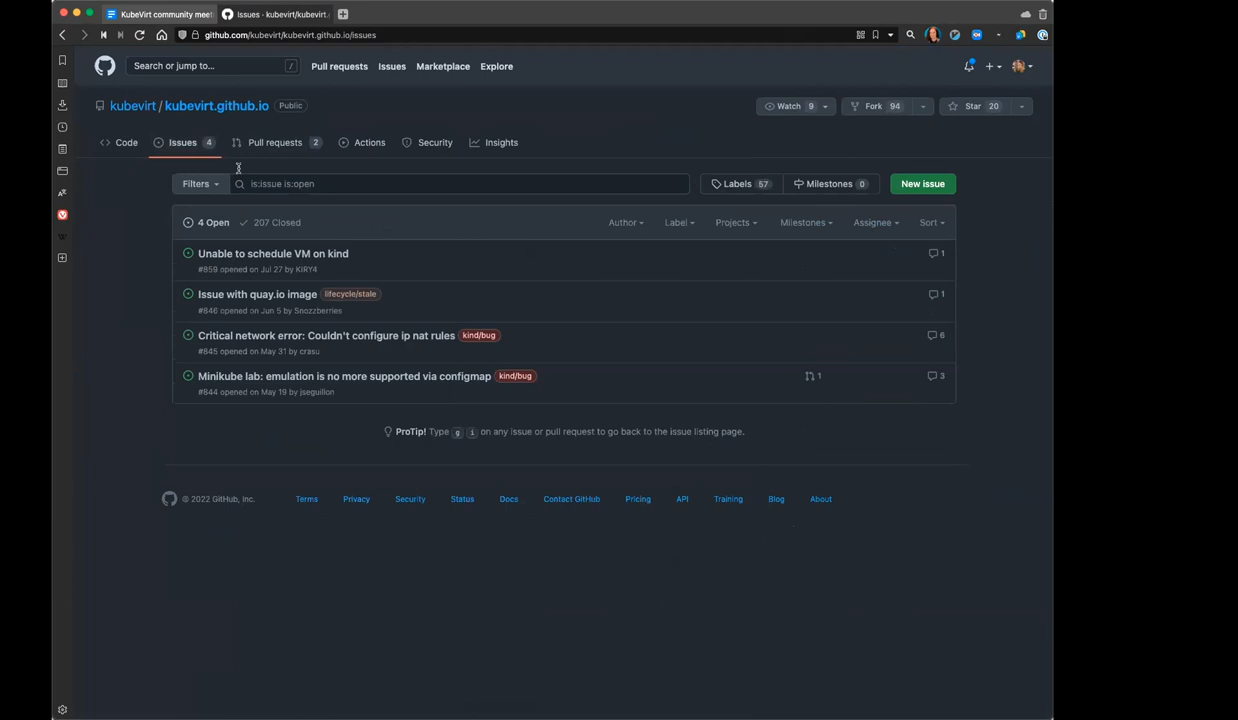 KubeVirt community meet
Issues · kubevirt/kubevirt.
github.com/kubevirt/kubevirt.github.io/issues
Search or jump to... /
Pull requests Issues Marketplace Explore
kubevirt / kubevirt.github.io Public
Watch 9 Fork 94 Star 20
Code Issues 4 Pull requests 2 Actions Security Insights
Filters is:issue is:open Labels 57 Milestones 0 New issue
4 Open 207 Closed Author Label Projects Milestones Assignee Sort
Unable to schedule VM on kind 1
#859 opened on Jul 27 by KIRY4
Issue with quay.io image lifecycle/stale 1
#846 opened on Jun 5 by Snozzberries
Critical network error: Couldn't configure ip nat rules kind/bug 6
#845 opened on May 31 by crasu
Minikube lab: emulation is no more supported via configmap kind/bug 1 3
#844 opened on May 19 by jseguillon
ProTip! Type g i on any issue or pull request to go back to the issue listing page.
© 2022 GitHub, Inc. Terms Privacy Security Status Docs Contact GitHub Pricing API Training Blog About